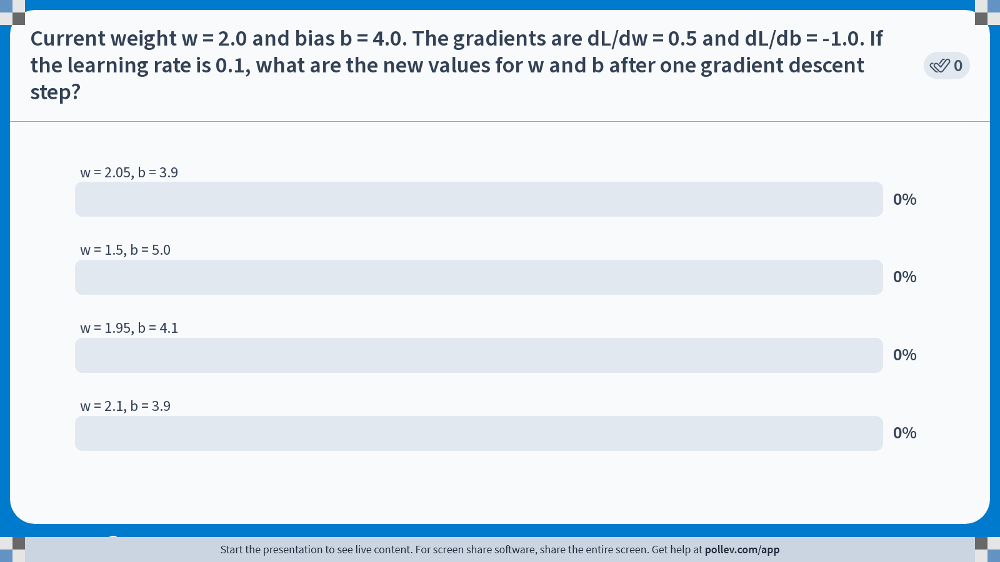 Current weight w = 2.0 and bias b = 4.0. The gradients are dL/dw = 0.5 and dL/db = -1.0. If
the learning rate is 0.1, what are the new values for w and b after one gradient descent
step?
0
w = 2.05, b = 3.9
0%
w = 1.5, b = 5.0
0%
w = 1.95, b = 4.1
0%
w = 2.1, b = 3.9
0%
Start the presentation to see live content. For screen share software, share the entire screen. Get help at pollev.com/app